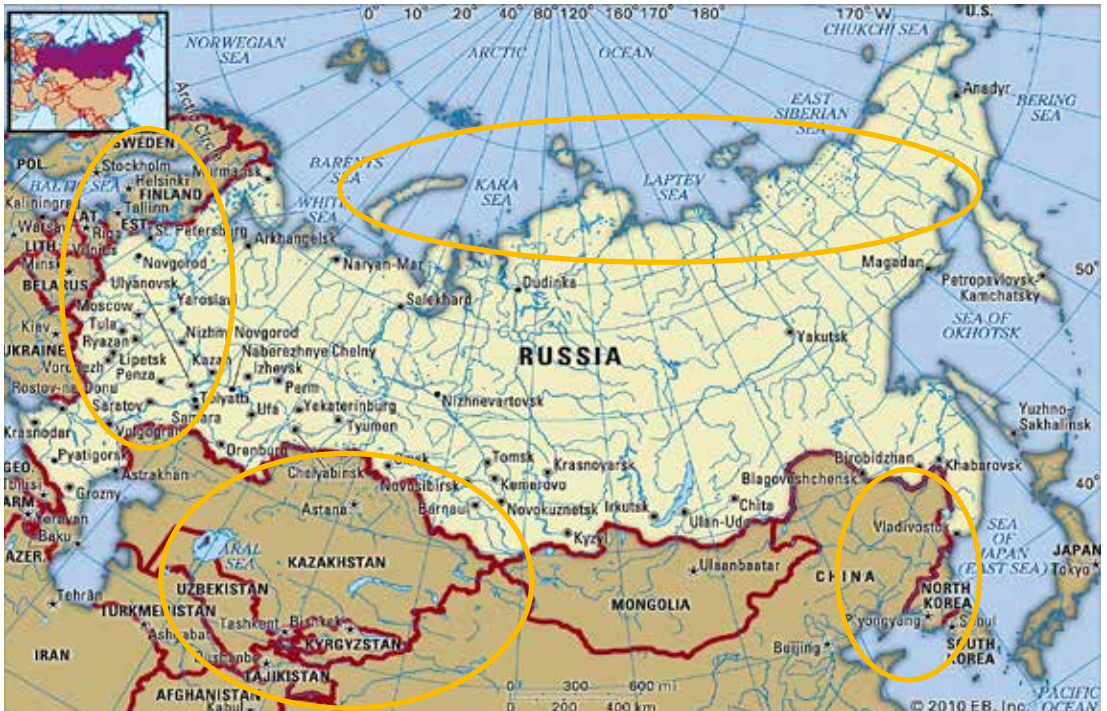 0° 10° 20° 40° 80° 120° 160° 170° 170°W
U.S.
CHUKCHI SEA
NORWEGIAN
SEA
ARCTIC OCEAN
Anadyr
BERING
SEA
EAST
SIBERIAN
SEA
Arctic Circle
SWEDEN
POL.
Stockholm
BALTIC SEA
Helsinki
FINLAND
Murmansk
BARENTS
SEA
KARA
SEA
LAPTEV
SEA
WHITE
SEA
Tallinn
LAT.
EST.
Riga
St. Petersburg
Arkhangelsk
LITH.
Vilnius
Minsk
BELARUS
Novgorod
Naryan-Mar
Magadan
50°
Petropavlovsk-
Kamchatsky
Ulyanovsk
Salekhard
Dudinka
SEA OF
OKHOTSK
Moscow
Kiev
UKRAINE
Tula
Nizhny Novgorod
Yakutsk
Ryazan
RUSSIA
Lipetsk
Kazan
Naberezhnye Chelny
Izhevsk
Penza
Perm
Rostov-na-Donu
Tolyatti
Nizhnevartovsk
Saratov
Samara
Ufa
Yekaterinburg
Tyumen
Yuzhno-
Sakhalinsk
Krasnodar
Orenburg
Pyatigorsk
Astrakhan
Chelyabinsk
Omsk
Tomsk
Krasnoyarsk
Birobidzhan
Khabarovsk
GEO.
Tbilisi
Grozny
Novosibirsk
Kemerovo
Blagoveshchensk
40°
ARM.
Yerevan
Astana
Barnaul
Novokuznetsk
Irkutsk
Chita
Ulan-Ude
Vladivostok
Baku
AZER.
Kyzyl
ARAL
SEA
KAZAKHSTAN
Ulaanbaatar
CHINA
SEA
OF
JAPAN
(EAST SEA)
JAPAN
Tokyo
Tehrān
UZBEKISTAN
MONGOLIA
NORTH
KOREA
TURKMENISTAN
Tashkent
Bishkek
KYRGYZSTAN
Pyongyang
Seoul
Ashgabat
Beijing
SOUTH
KOREA
IRAN
Dushanbe
TAJIKISTAN
AFGHANISTAN
Kabul
0 300 600 mi
0 200 400 km
PACIFIC
OCEAN
© 2010 EB, Inc.